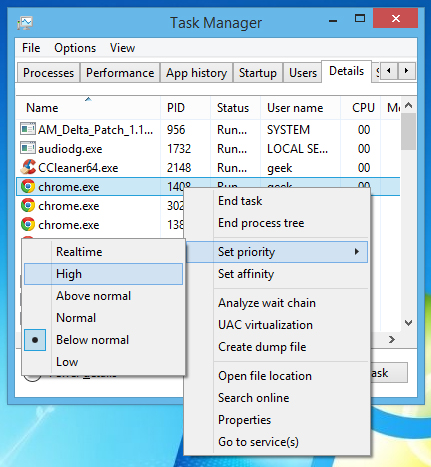 Task Manager
File Options View
Processes Performance App history Startup Users Details
Name PID Status User name CPU
AM_Delta_Patch_1.1... 956 Run... SYSTEM 00
audiodg.exe 1732 Run... LOCAL SE... 00
CCleaner64.exe 2148 Run... geek 00
chrome.exe 1408 Run... geek 00
chrome.exe 302
chrome.exe 138
End task
End process tree
Set priority
Set affinity
Analyze wait chain
UAC virtualization
Create dump file
Open file location
Search online
Properties
Go to service(s)
Realtime
High
Above normal
Normal
Below normal
Low
ask